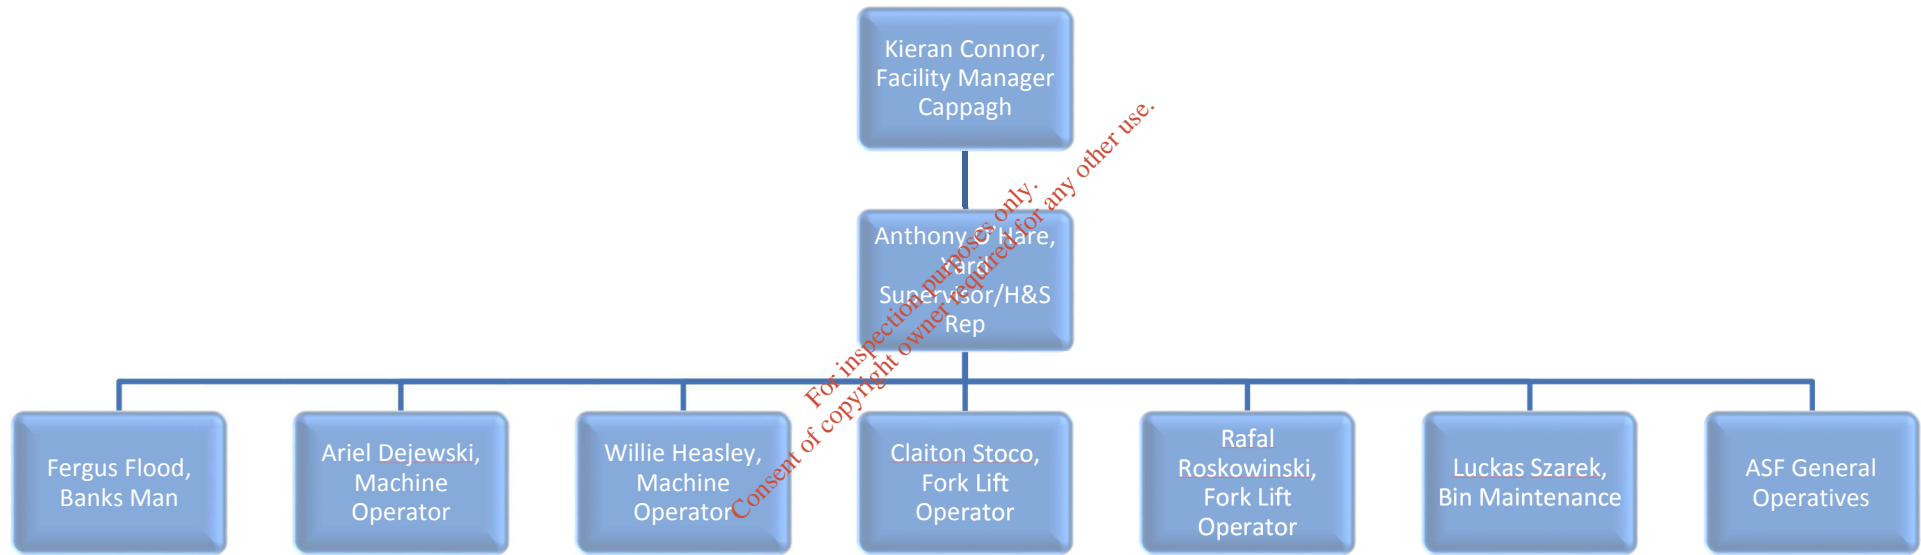 Kieran Connor,
Facility Manager
Cappagh
Anthony O'Hare,
Yard
Supervisor/H&S
Rep
For inspection purposes only.
Consent of copyright owner required for any other use.
Fergus Flood,
Banks Man
Ariel Dejewski,
Machine
Operator
Willie Heasley,
Machine
Operator
Claiton Stoco,
Fork Lift
Operator
Rafal
Roskowinski,
Fork Lift
Operator
Luckas Szarek,
Bin Maintenance
ASF General
Operatives